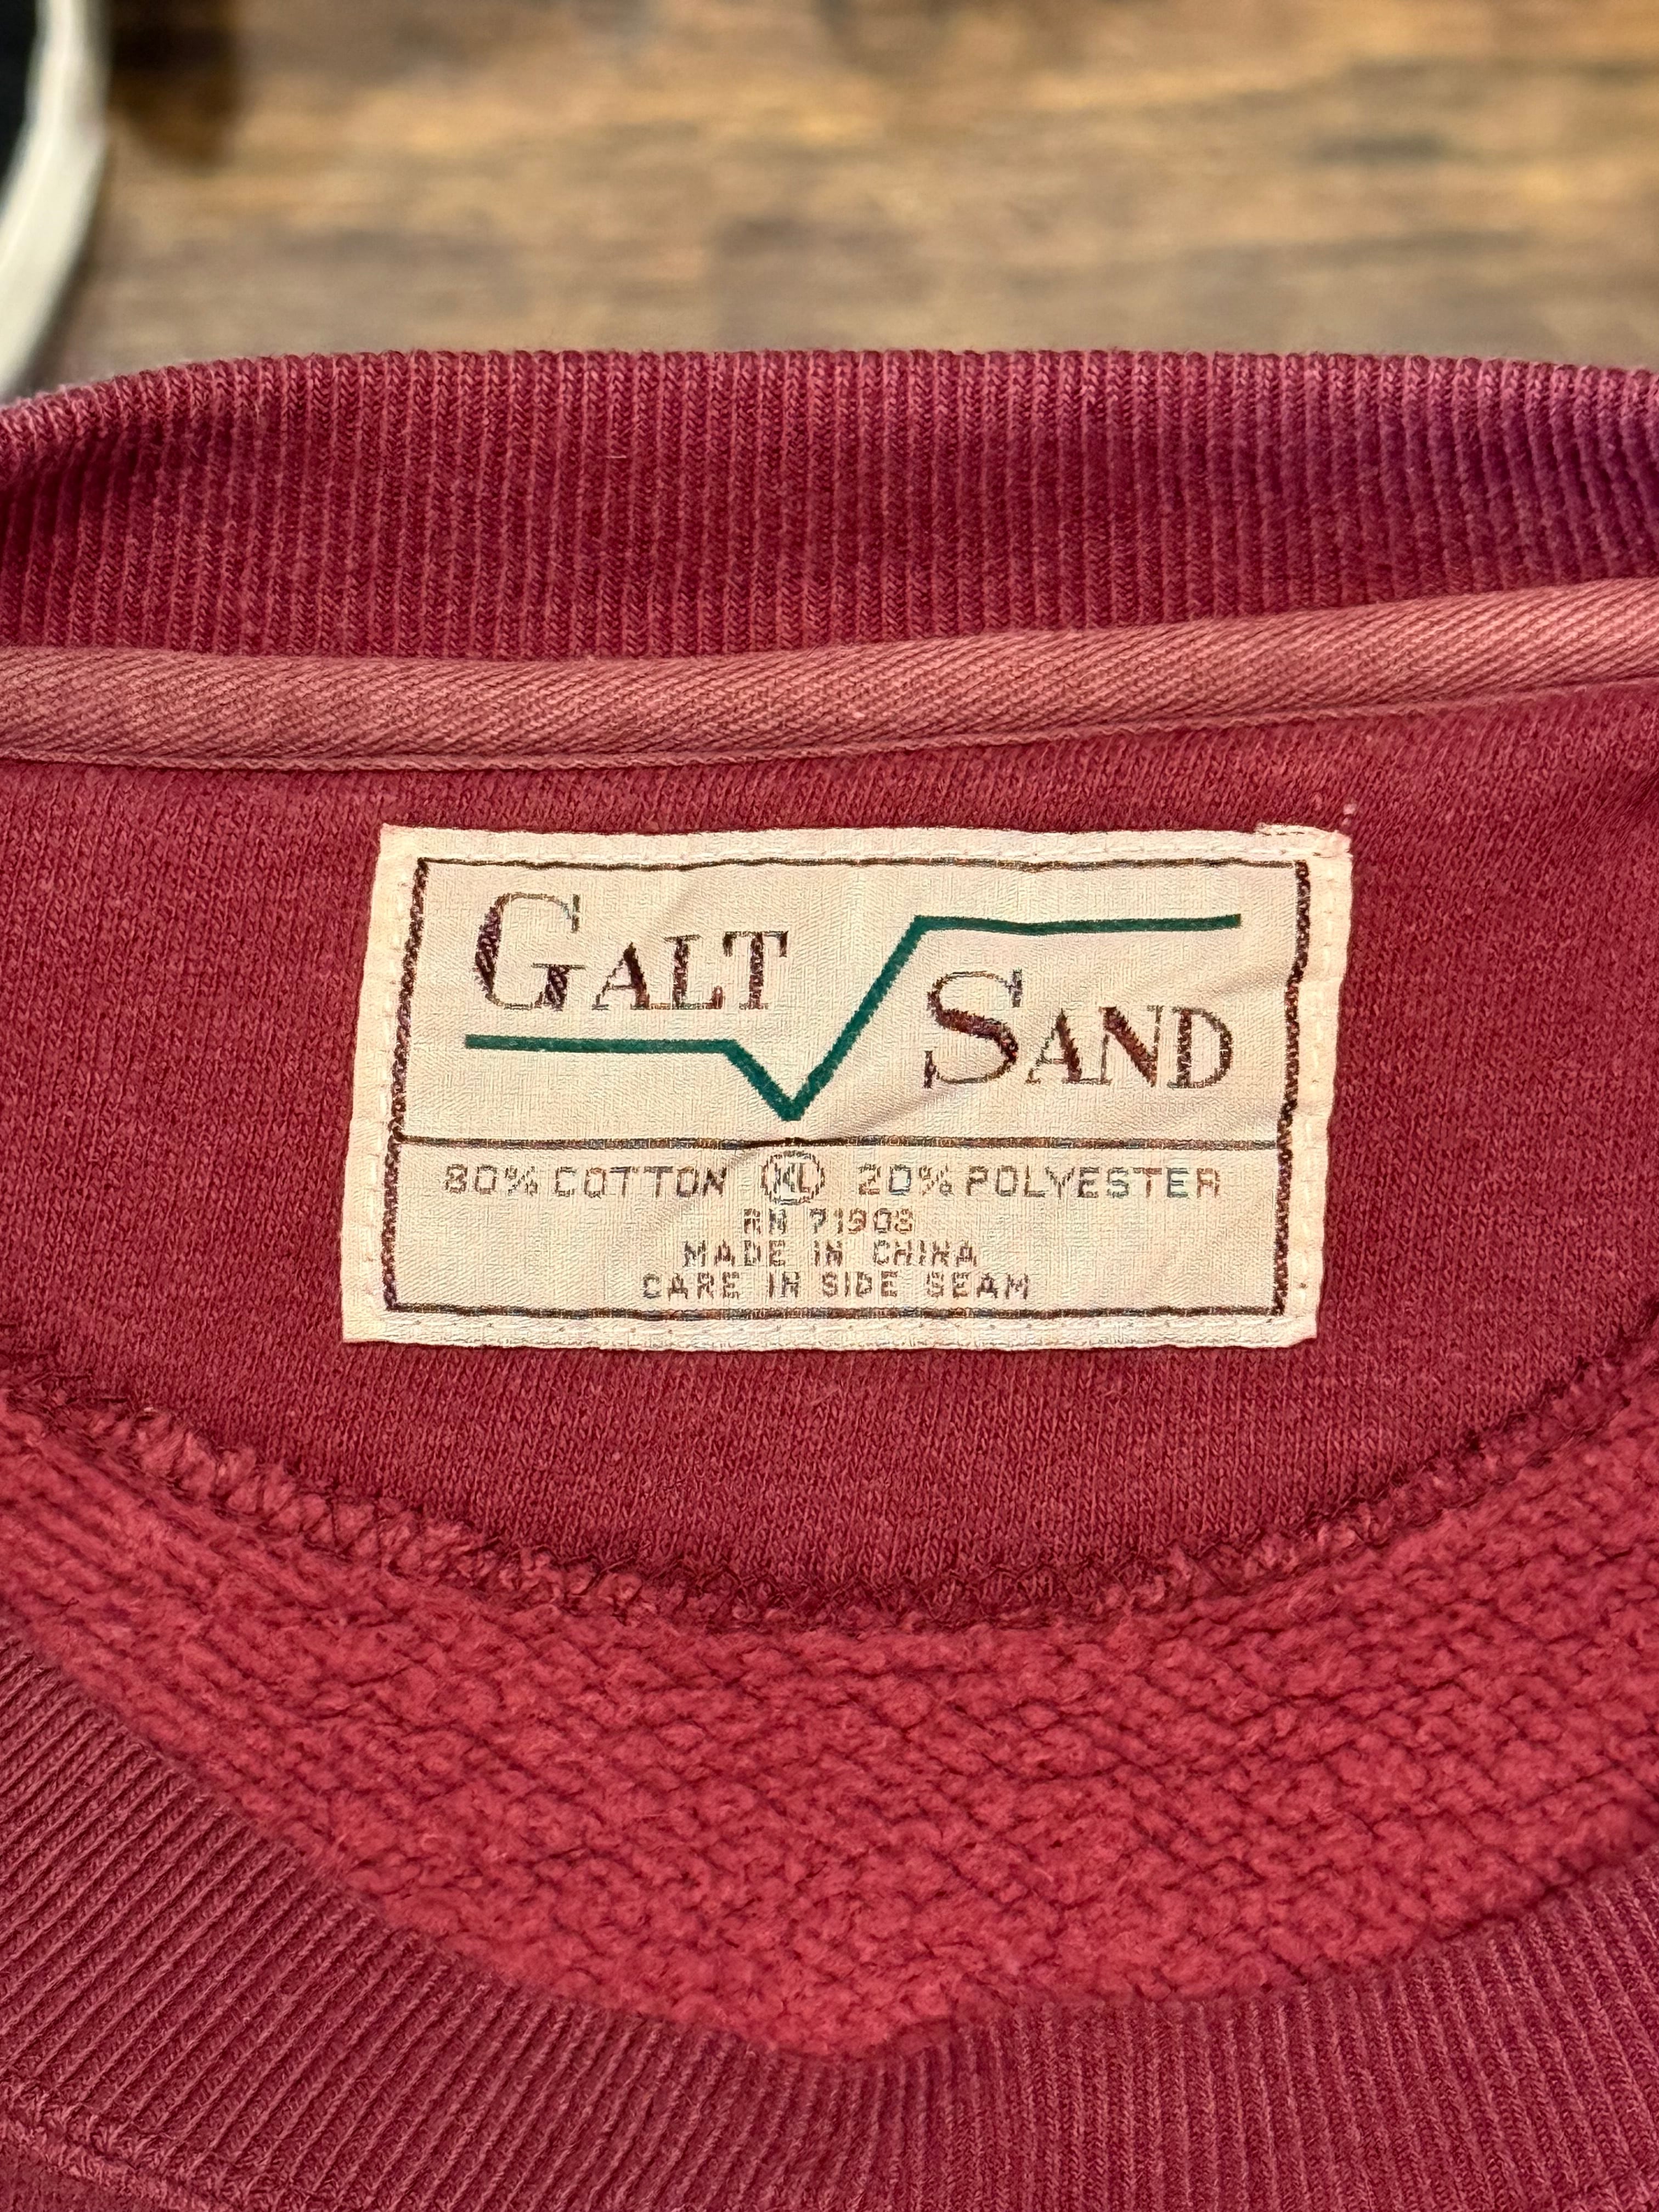 GALT
SAND
80% COTTON XL 20% POLYESTER
RN 71908
MADE IN CHINA
CARE IN SIDE SEAM